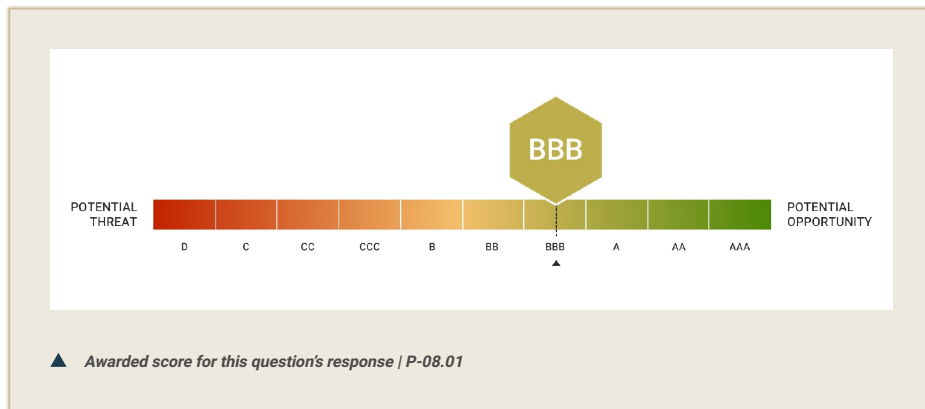 BBB
POTENTIAL
THREAT
POTENTIAL
OPPORTUNITY
D C CC CCC B BB BBB A AA AAA
Awarded score for this question's response | P-08.01